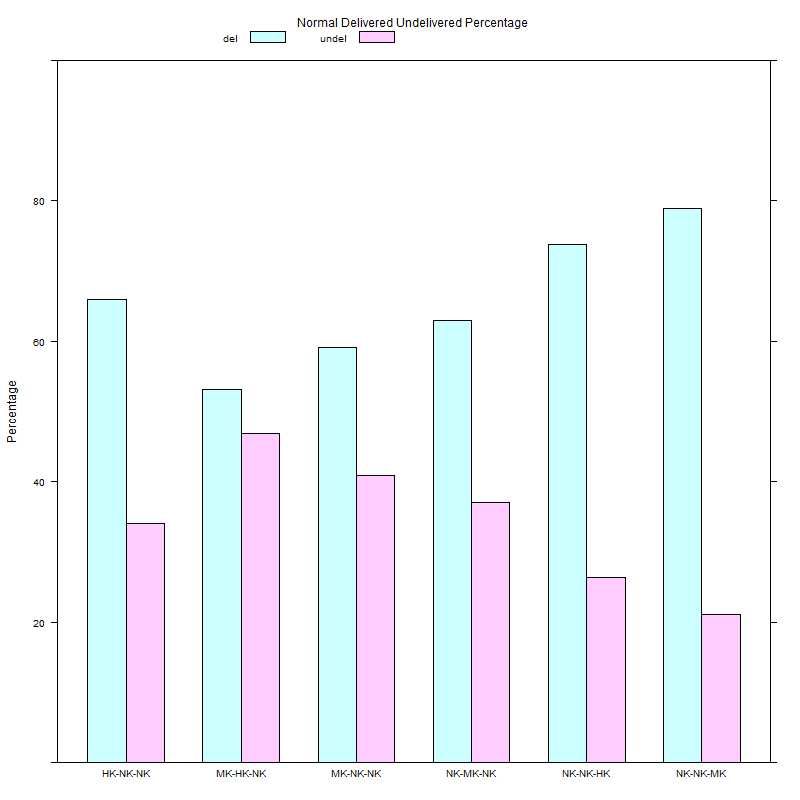 Normal Delivered Undelivered Percentage
del undel
80
60
Percentage
40
20
HK-NK-NK MK-HK-NK MK-NK-NK NK-MK-NK NK-NK-HK NK-NK-MK